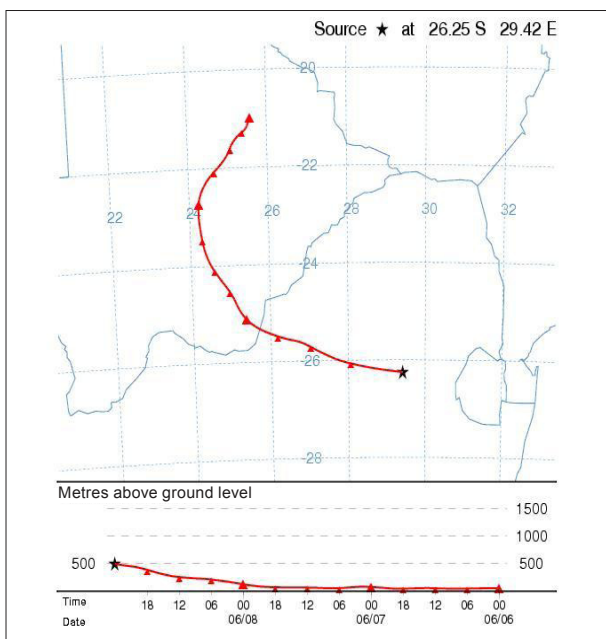 Source ★ at 26.25 S 29.42 E
-20
-22
22 24 26 28 30 32
-24
-26
-28
Metres above ground level
1500
1000
500 500
Time 18 12 06 00 18 12 06 00 18 12 06 00
Date 06/08 06/07 06/06